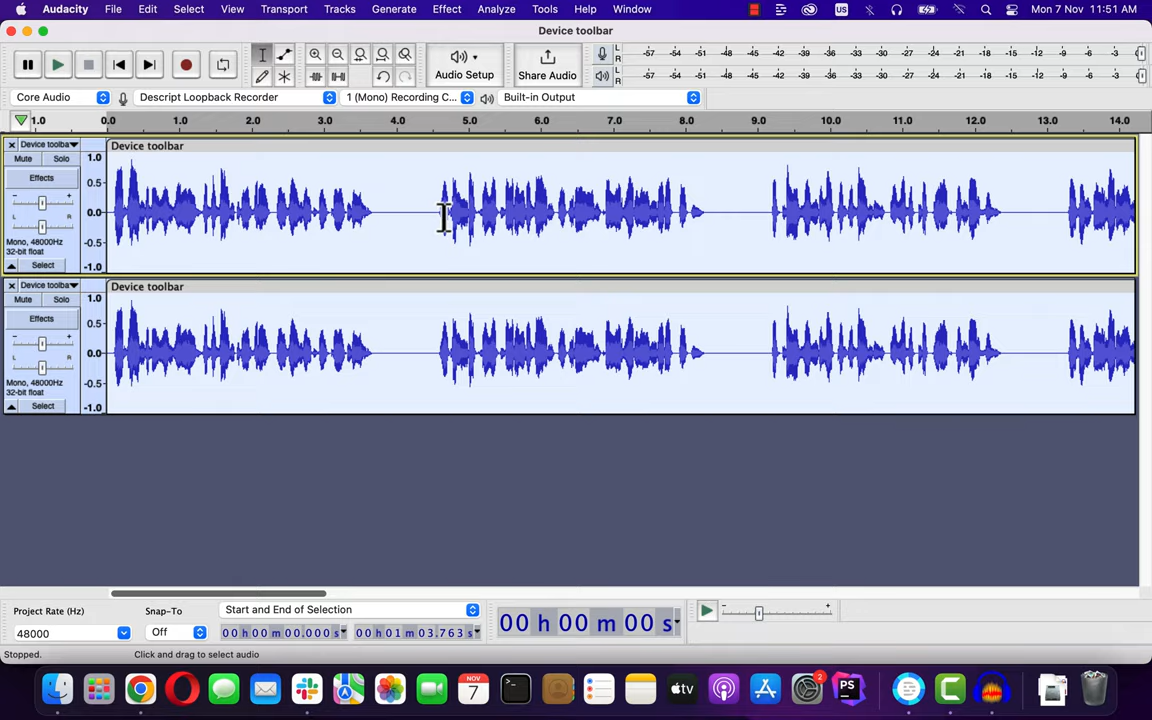 Audacity File Edit Select View Transport Tracks Generate Effect Analyze Tools Help Window US Mon 7 Nov 11:51 AM
Device toolbar
Audio Setup
Share Audio
L -57 -54 -51 -48 -45 -42 -39 -36 -33 -30 -27 -24 -21 -18 -15 -12 -9 -6 -3
R
L -57 -54 -51 -48 -45 -42 -39 -36 -33 -30 -27 -24 -21 -18 -15 -12 -9 -6 -3
R
Core Audio Descript Loopback Recorder 1 (Mono) Recording C... Built-in Output
1.0 0.0 1.0 2.0 3.0 4.0 5.0 6.0 7.0 8.0 9.0 10.0 11.0 12.0 13.0 14.0
Device toolba Device toolbar
Mute Solo 1.0
Effects 0.5
- +
L R 0.0
Mono, 48000Hz -0.5
32-bit float
Select -1.0
Device toolba Device toolbar
Mute Solo 1.0
Effects 0.5
- +
L R 0.0
Mono, 48000Hz -0.5
32-bit float
Select -1.0
Project Rate (Hz) Snap-To Start and End of Selection
48000 Off 00 h 00 m 00.000 s 00 h 01 m 03.763 s 00 h 00 m 00 s
- +
Stopped. Click and drag to select audio
NOV
7
2
PS
tv